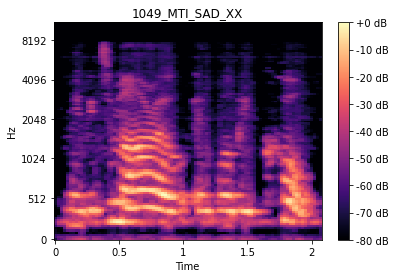 1049_MTI_SAD_XX
8192
4096
2048
1024
512
0
Hz
0
0.5
1
1.5
2
Time
+0 dB
-10 dB
-20 dB
-30 dB
-40 dB
-50 dB
-60 dB
-70 dB
-80 dB